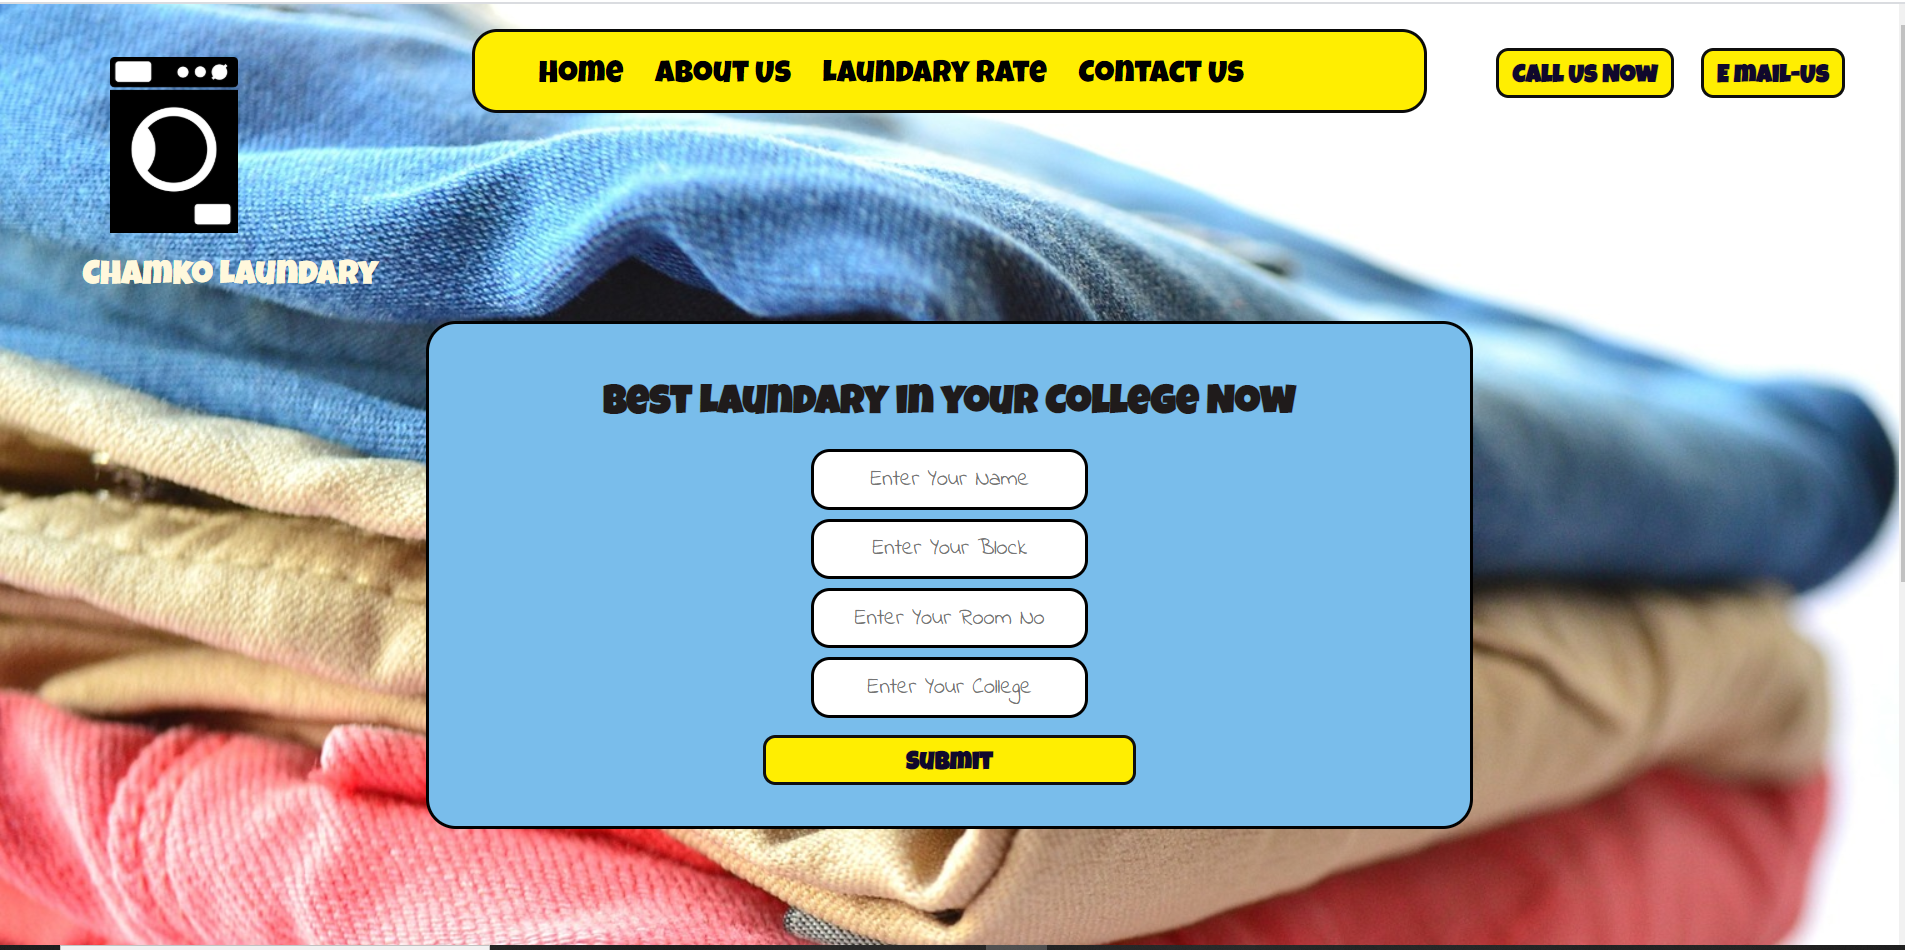 Home About Us Laundary Rate Contact Us
Call Us Now
E mail-us
Chamko Laundary
Best Laundary In Your College Now
Enter Your Name
Enter Your Block
Enter Your Room No
Enter Your College
Submit